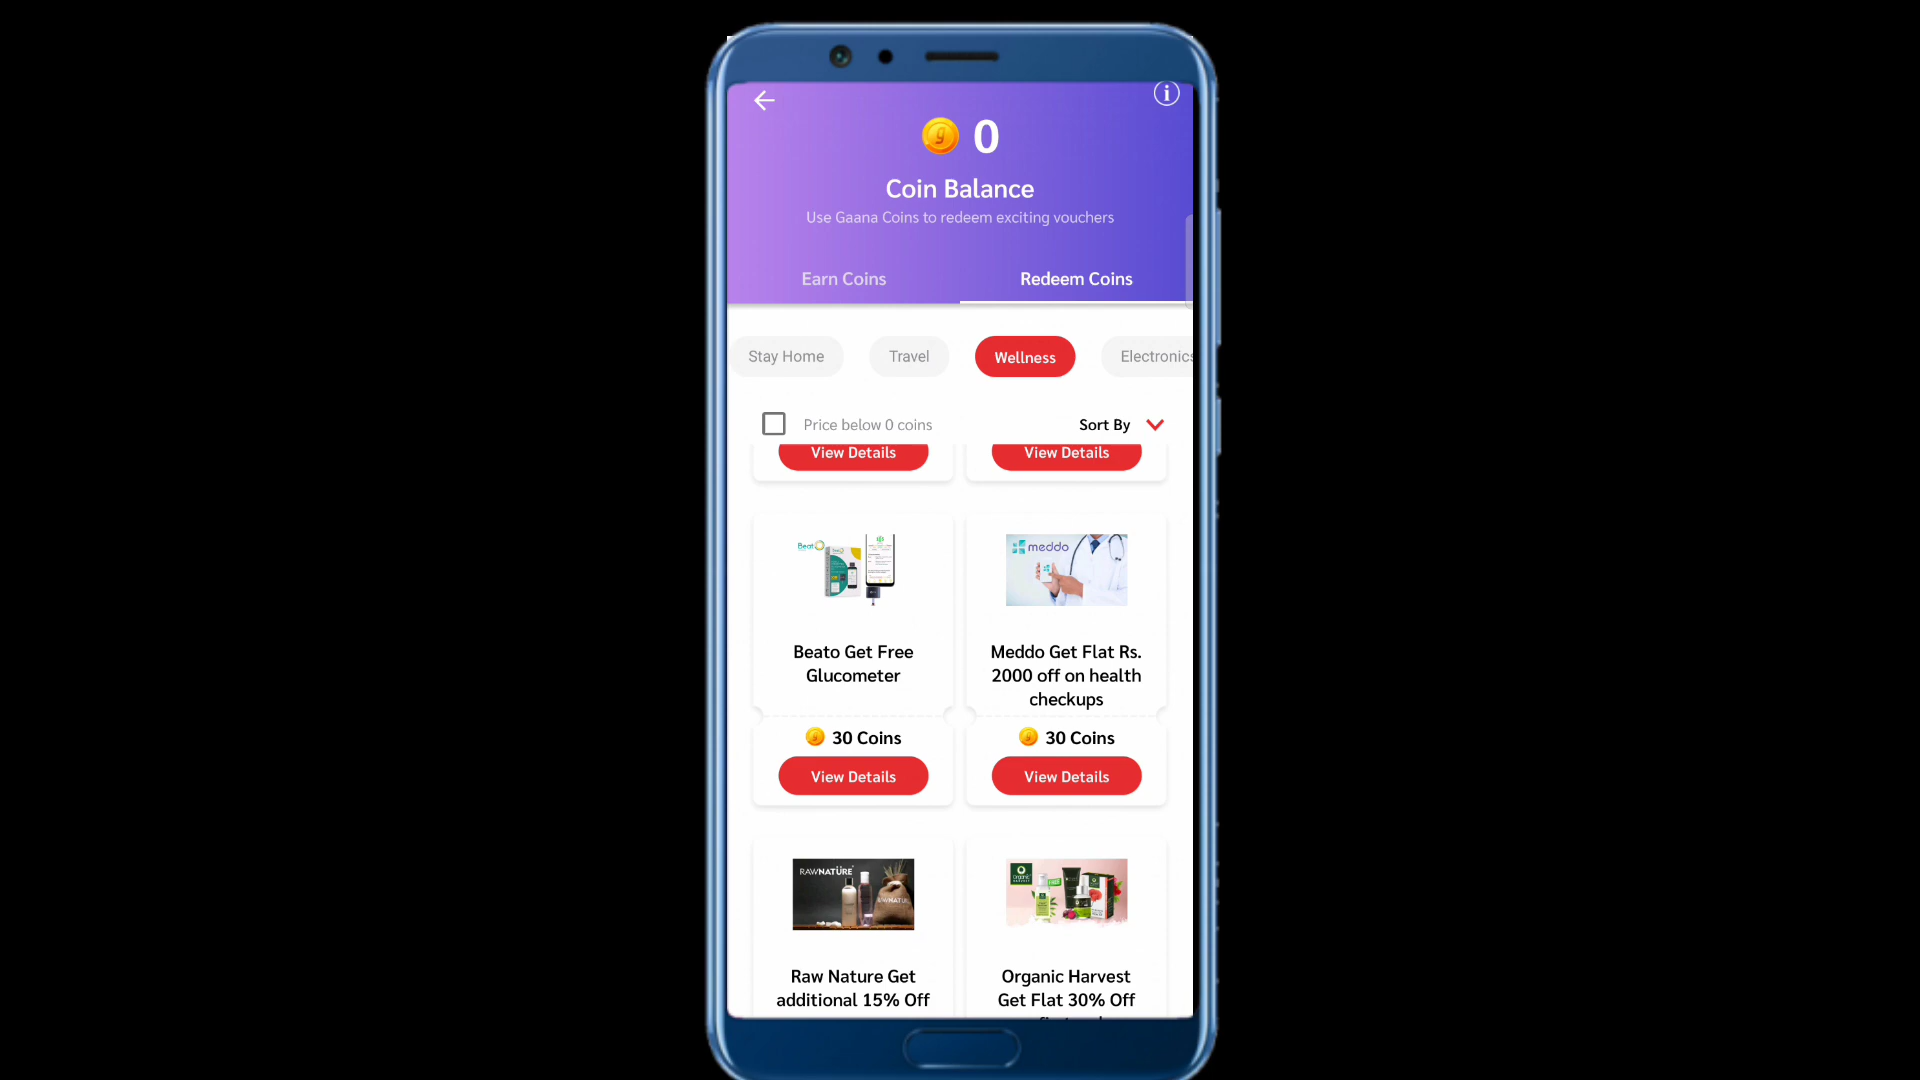 0
Coin Balance
Use Gaana Coins to redeem exciting vouchers
Earn Coins
Redeem Coins
Stay Home
Travel
Wellness
Electronics
Price below 0 coins
Sort By
View Details
View Details
Beato
meddo
Beato Get Free
Glucometer
Meddo Get Flat Rs.
2000 off on health
checkups
30 Coins
30 Coins
View Details
View Details
RAWNATURE
Organic
Raw Nature Get
additional 15% Off
Organic Harvest
Get Flat 30% Off